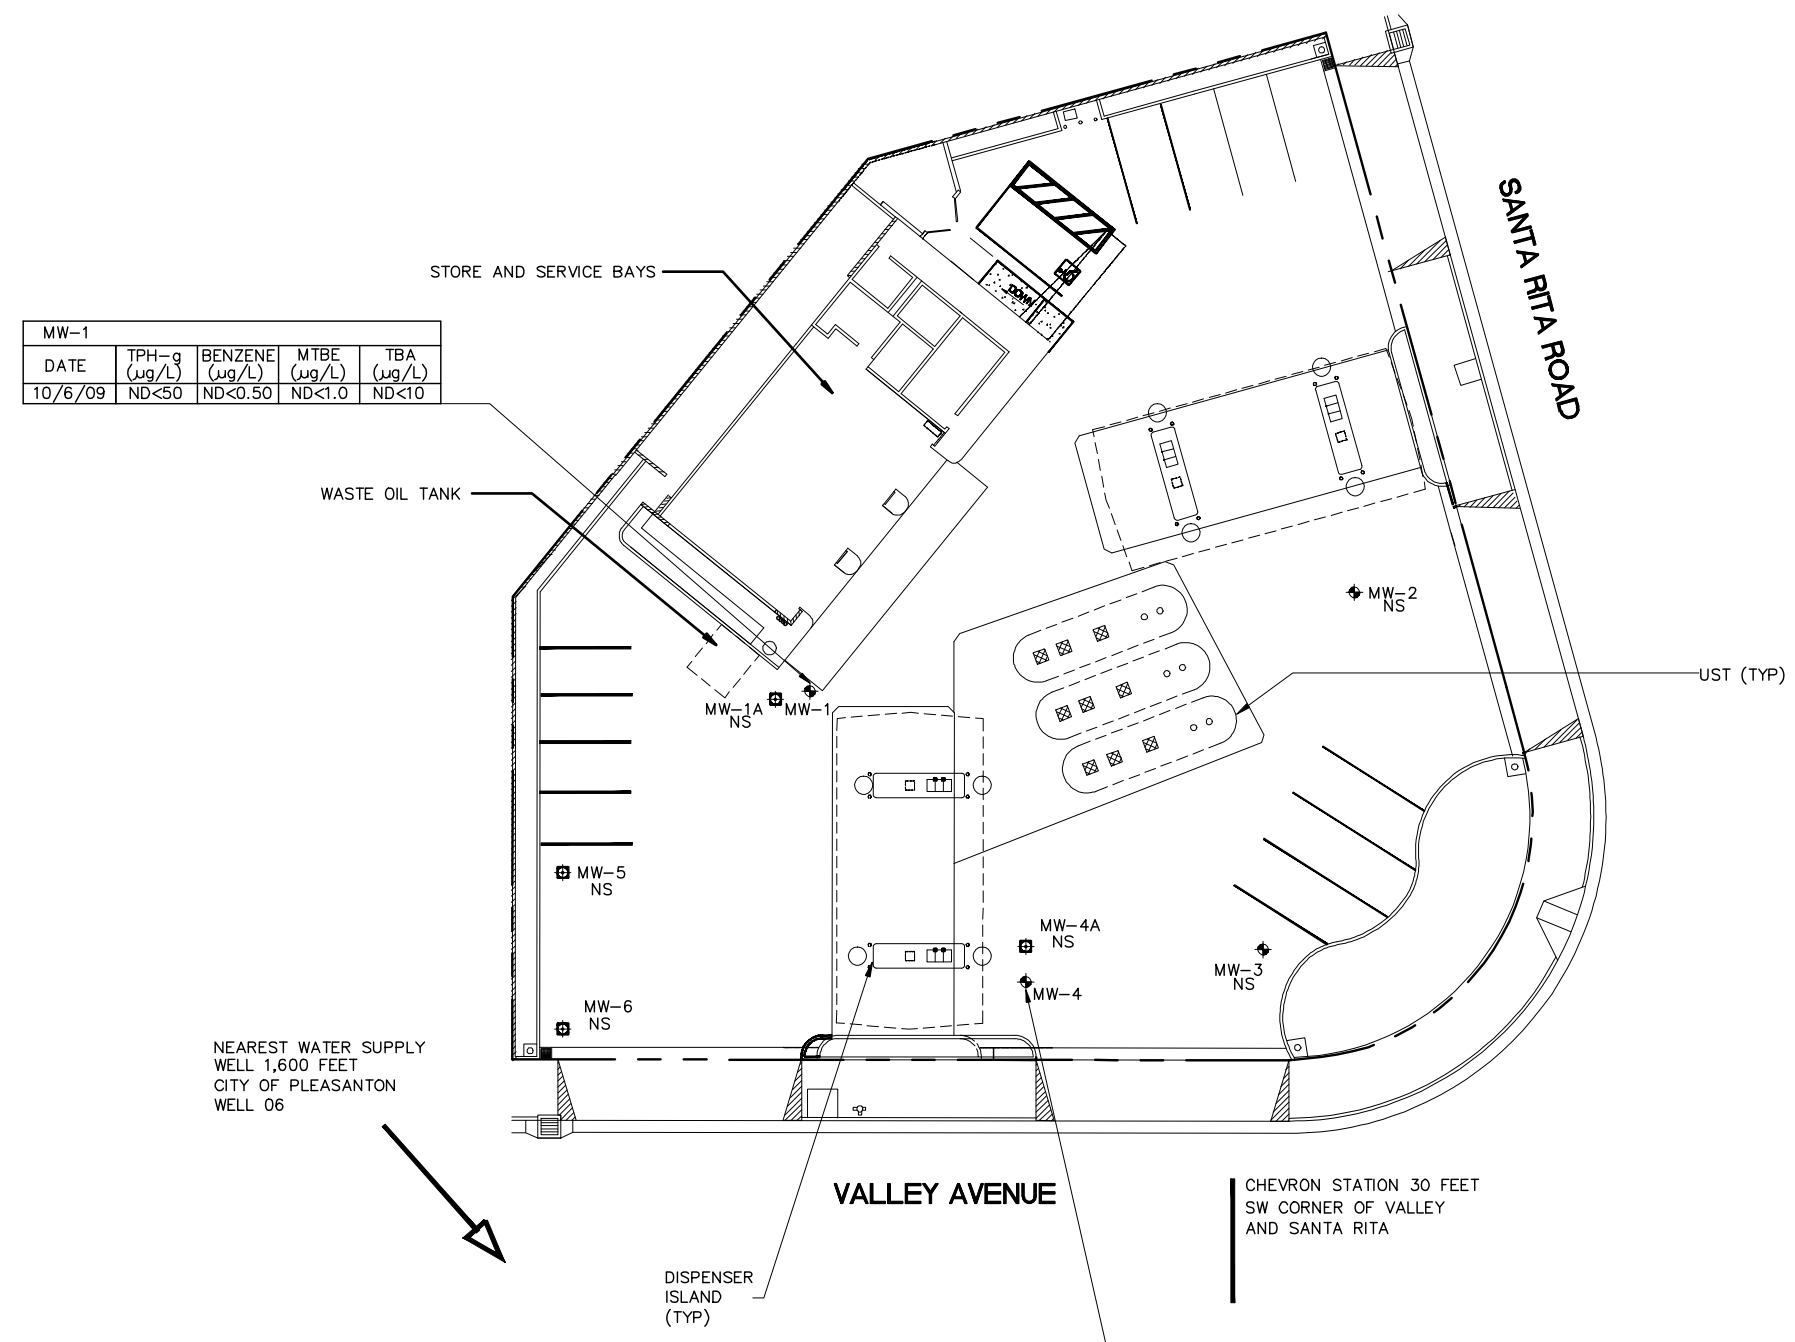 SANTA RITA ROAD
DOWN
STORE AND SERVICE BAYS
MW-1
DATE TPH-g (µg/L) BENZENE (µg/L) MTBE (µg/L) TBA (µg/L)
10/6/09 ND<50 ND<0.50 ND<1.0 ND<10
WASTE OIL TANK
MW-2
NS
UST (TYP)
MW-1A
NS
MW-1
MW-5
NS
MW-4A
NS
MW-3
NS
MW-4
MW-6
NS
NEAREST WATER SUPPLY
WELL 1,600 FEET
CITY OF PLEASANTON
WELL 06
VALLEY AVENUE
CHEVRON STATION 30 FEET
SW CORNER OF VALLEY
AND SANTA RITA
DISPENSER
ISLAND
(TYP)